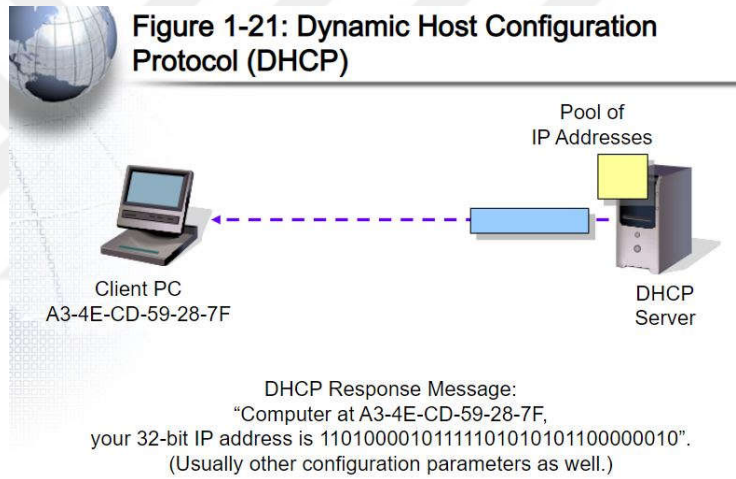 Figure 1-21: Dynamic Host Configuration
Protocol (DHCP)
Pool of
IP Addresses
Client PC
A3-4E-CD-59-28-7F
DHCP
Server
DHCP Response Message:
“Computer at A3-4E-CD-59-28-7F,
your 32-bit IP address is 11010000101111101010101100000010”.
(Usually other configuration parameters as well.)